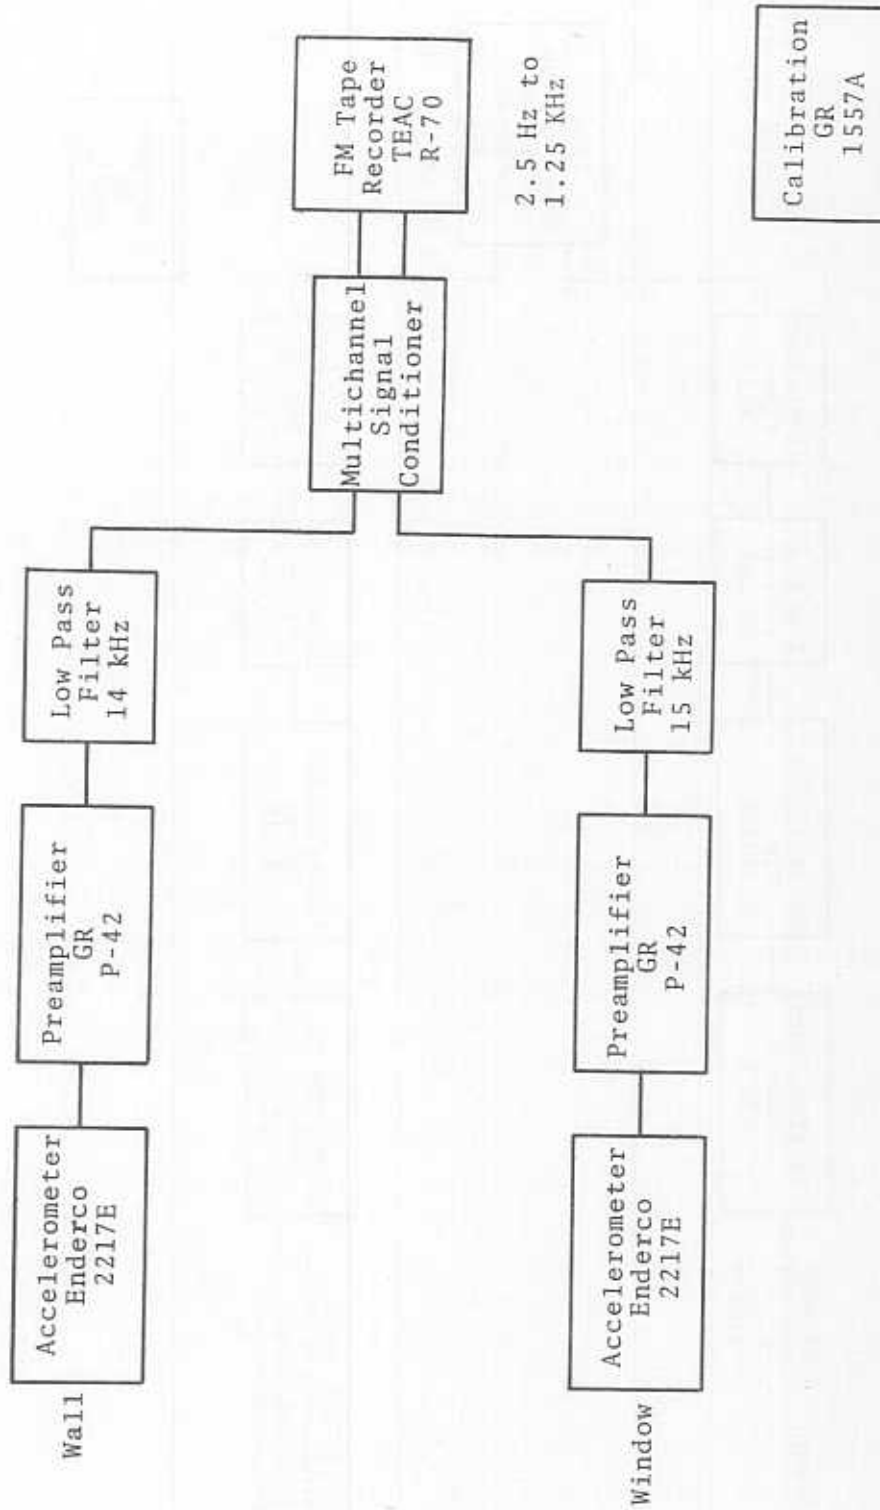 Wall
Accelerometer
Enderco
2217E
Preamplifier
GR
P-42
Low Pass
Filter
14 kHz
Multichannel
Signal
Conditioner
FM Tape
Recorder
TEAC
R-70
2.5 Hz to
1.25 KHz
Window
Accelerometer
Enderco
2217E
Preamplifier
GR
P-42
Low Pass
Filter
15 kHz
Calibration
GR
1557A